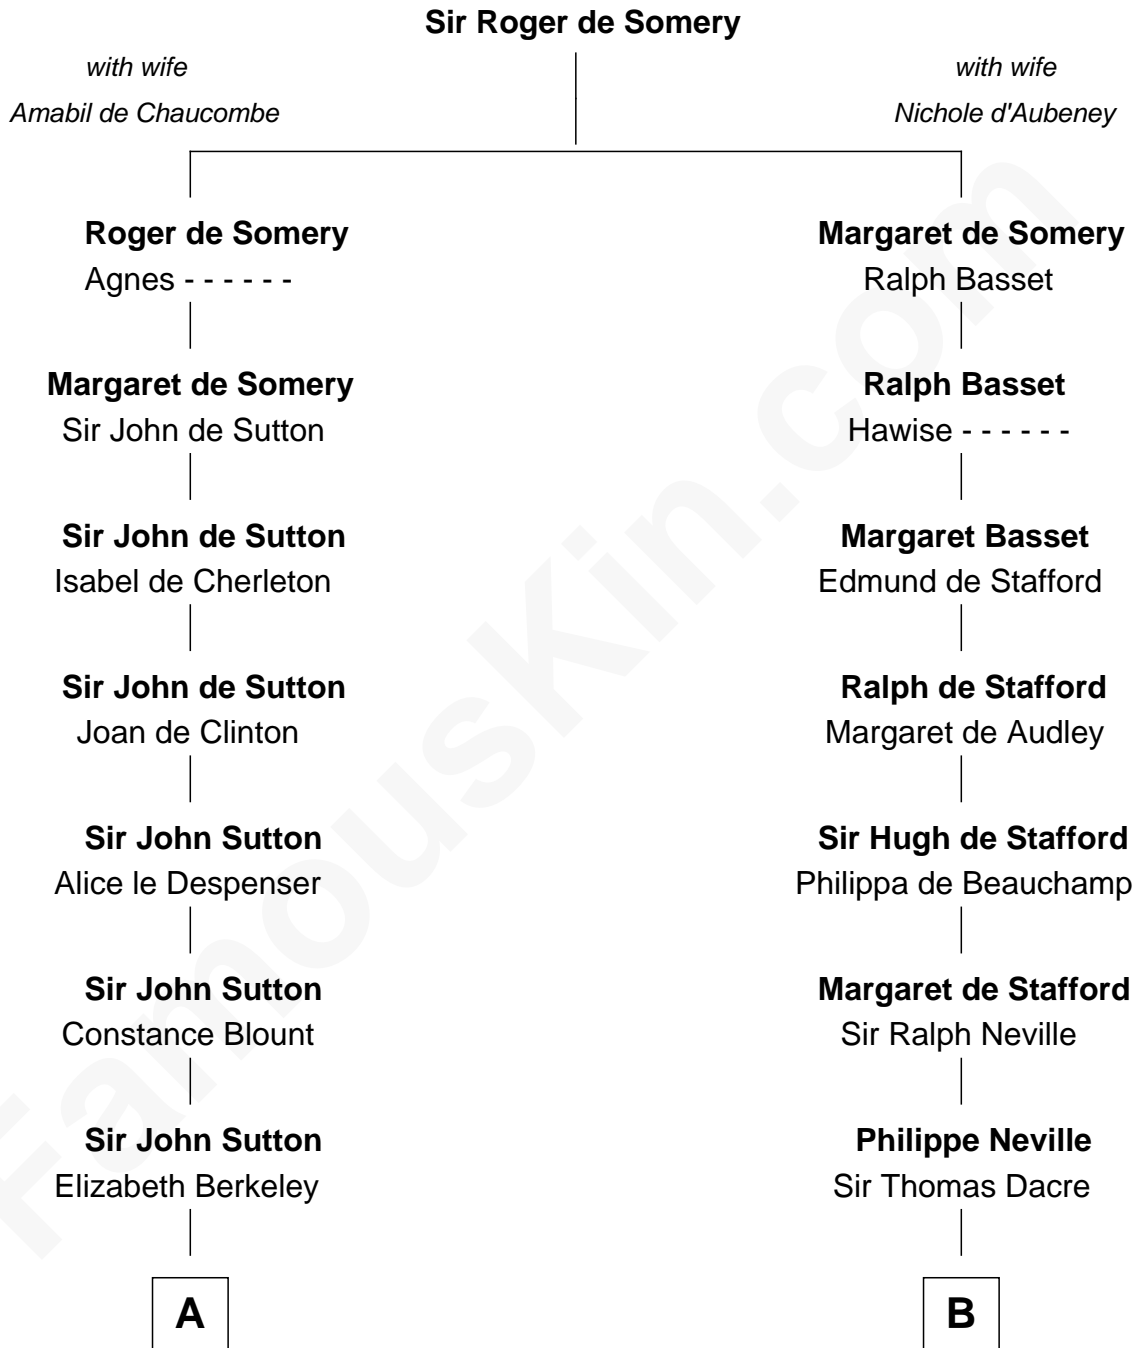 Sir Roger de Somery
with wife
Amabil de Chaucombe
with wife
Nichole d'Aubeney
Roger de Somery
Agnes - - - - - -
Margaret de Somery
Ralph Basset
Margaret de Somery
Sir John de Sutton
Ralph Basset
Hawise - - - - - -
Sir John de Sutton
Isabel de Cherleton
Margaret Basset
Edmund de Stafford
Sir John de Sutton
Joan de Clinton
Ralph de Stafford
Margaret de Audley
Sir John Sutton
Alice le Despenser
Sir Hugh de Stafford
Philippa de Beauchamp
Sir John Sutton
Constance Blount
Margaret de Stafford
Sir Ralph Neville
Sir John Sutton
Elizabeth Berkeley
Philippe Neville
Sir Thomas Dacre
A
B
FamousKin.com